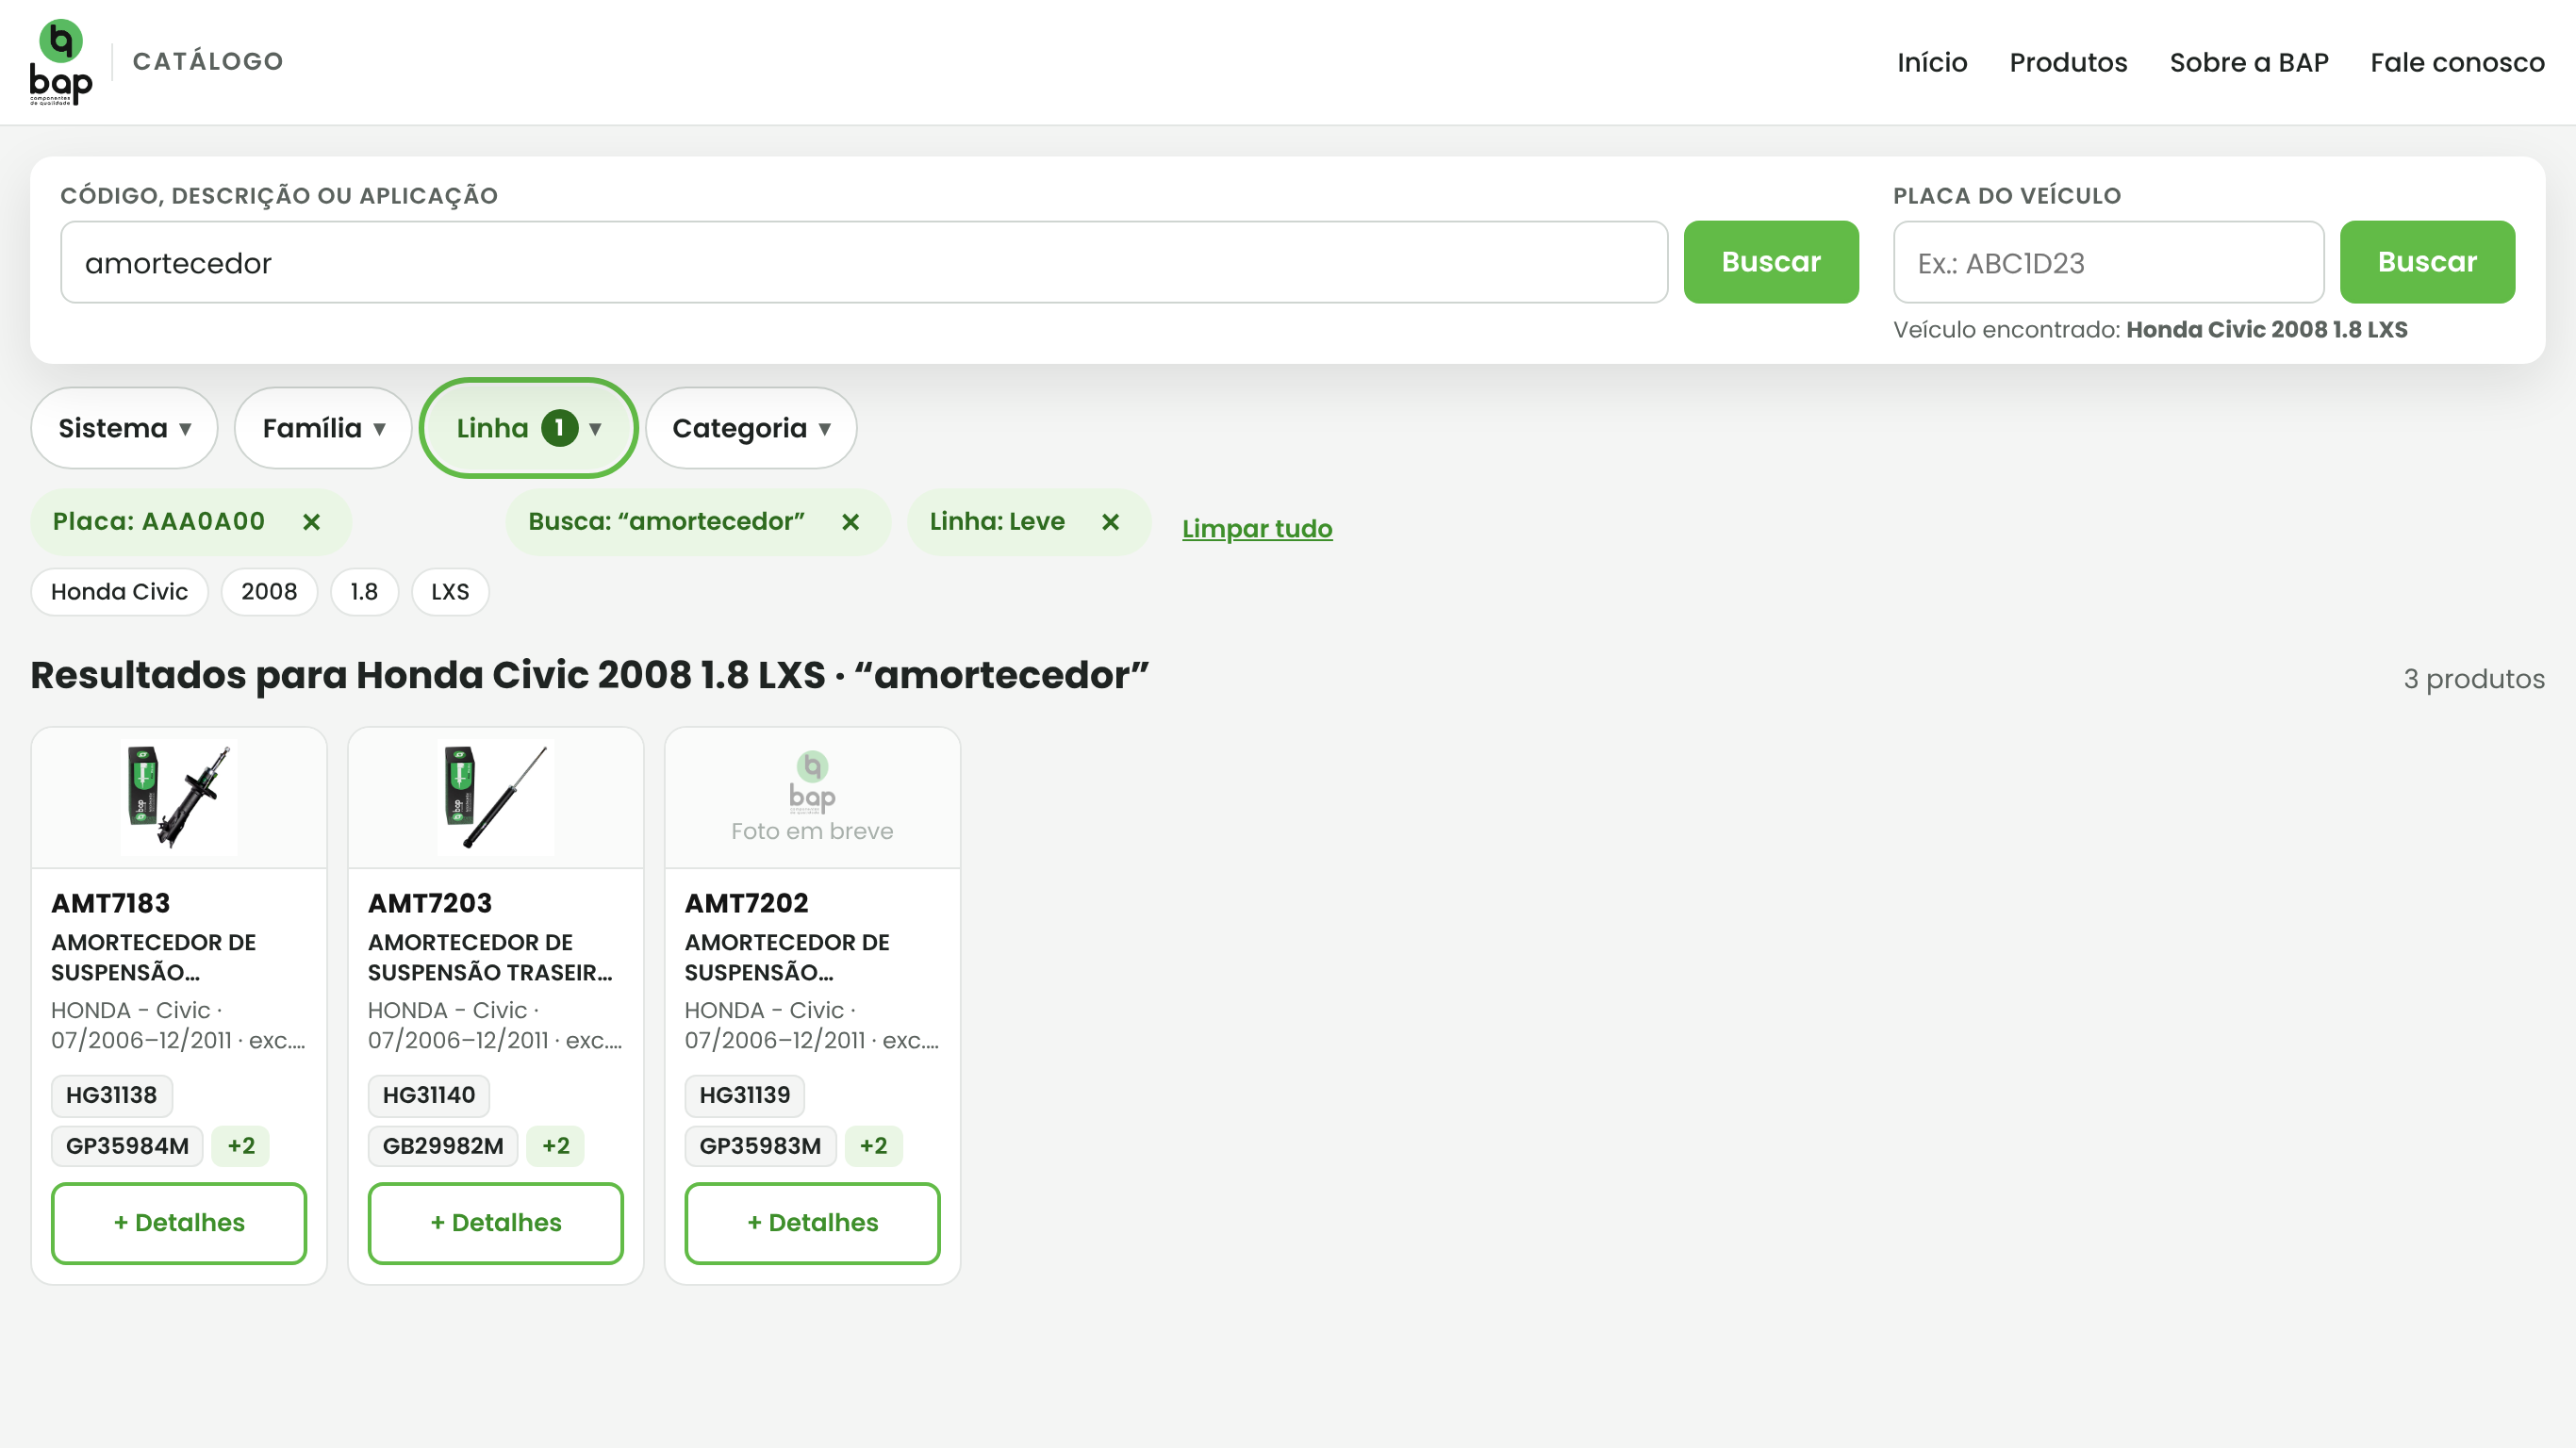 bap
componentes
de qualidade
CATÁLOGO
Início
Produtos
Sobre a BAP
Fale conosco
CÓDIGO, DESCRIÇÃO OU APLICAÇÃO
amortecedor
Buscar
PLACA DO VEÍCULO
Ex.: ABC1D23
Buscar
Veículo encontrado: Honda Civic 2008 1.8 LXS
Sistema ▾
Família ▾
Linha 1 ▾
Categoria ▾
Placa: AAA0A00 ✕
Busca: “amortecedor” ✕
Linha: Leve ✕
Limpar tudo
Honda Civic
2008
1.8
LXS
Resultados para Honda Civic 2008 1.8 LXS · “amortecedor”
3 produtos
AMT7183
AMORTECEDOR DE
SUSPENSÃO...
HONDA - Civic ·
07/2006–12/2011 · exc....
HG31138
GP35984M
+2
+ Detalhes
AMT7203
AMORTECEDOR DE
SUSPENSÃO TRASEIR...
HONDA - Civic ·
07/2006–12/2011 · exc....
HG31140
GB29982M
+2
+ Detalhes
bap
Foto em breve
AMT7202
AMORTECEDOR DE
SUSPENSÃO...
HONDA - Civic ·
07/2006–12/2011 · exc....
HG31139
GP35983M
+2
+ Detalhes